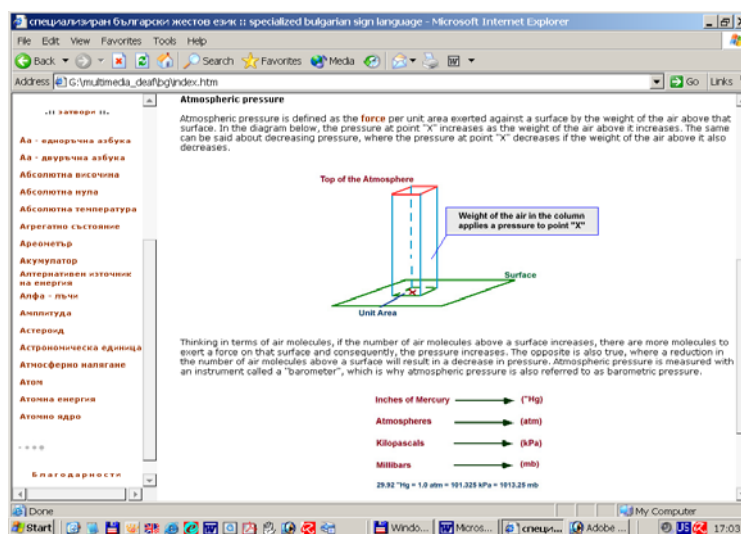 специализиран български жестов език :: specialized bulgarian sign language - Microsoft Internet Explorer
File Edit View Favorites Tools Help
Back Search Favorites Media
Address G:\multimedia_deaf\bg\index.htm Go Links
.:: затвори ::.
Аа - едноръчна азбука
Аа - двуръчна азбука
Абсолютна височина
Абсолютна нула
Абсолютна температура
Агрегатно състояние
Ареометър
Акумулатор
Алтернативен източник
на енергия
Алфа - лъчи
Амплитуда
Астероид
Астрономическа единица
Атмосферно налягане
Атом
Атомна енергия
Атомно ядро
Благодарности
Atmospheric pressure
Atmospheric pressure is defined as the force per unit area exerted against a surface by the weight of the air above that
surface. In the diagram below, the pressure at point "X" increases as the weight of the air above it increases. The same
can be said about decreasing pressure, where the pressure at point "X" decreases if the weight of the air above it also
decreases.
Top of the Atmosphere
Weight of the air in the column
applies a pressure to point "X"
Surface
X
Unit Area
Thinking in terms of air molecules, if the number of air molecules above a surface increases, there are more molecules to
exert a force on that surface and consequently, the pressure increases. The opposite is also true, where a reduction in
the number of air molecules above a surface will result in a decrease in pressure. Atmospheric pressure is measured with
an instrument called a "barometer", which is why atmospheric pressure is also referred to as barometric pressure.
Inches of Mercury ("Hg)
Atmospheres (atm)
Kilopascals (kPa)
Millibars (mb)
29.92 "Hg = 1.0 atm = 101.325 kPa = 1013.25 mb
Done My Computer
Start Windo... Micros... специ... Adobe ... US 17:03